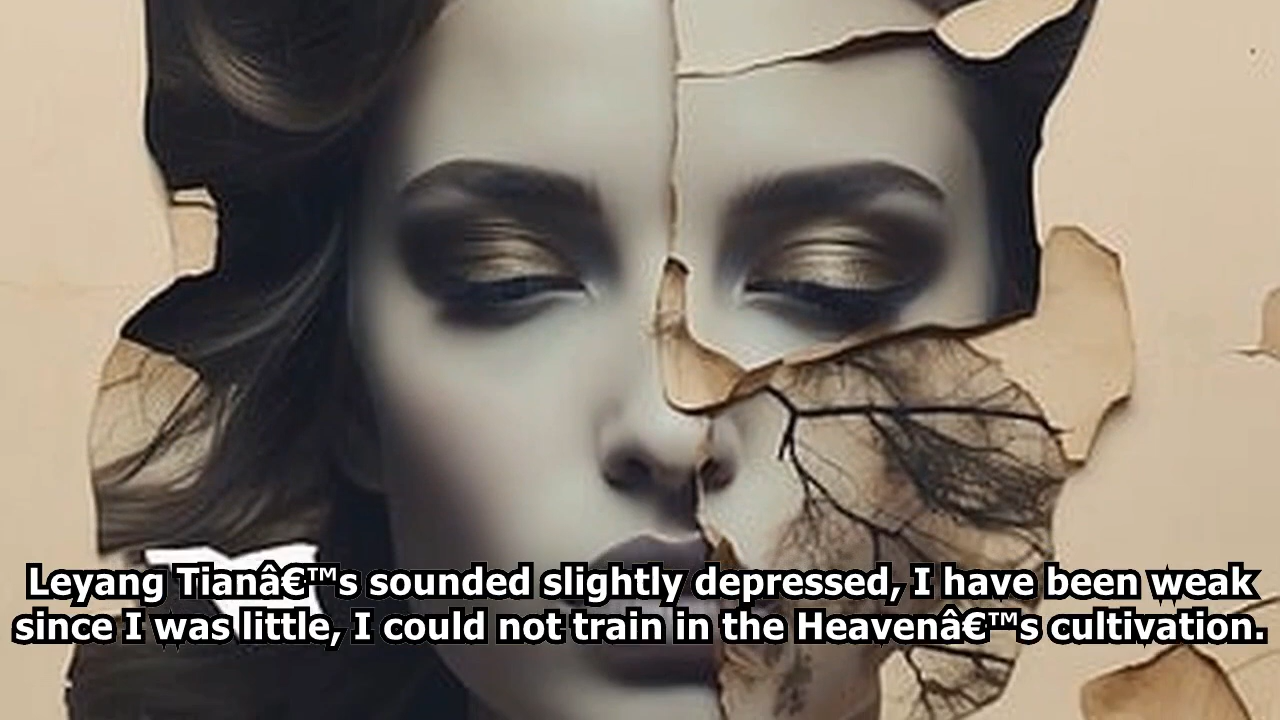 Leyang Tianâ€™s sounded slightly depressed, I have been weak
since I was little, I could not train in the Heavenâ€™s cultivation.